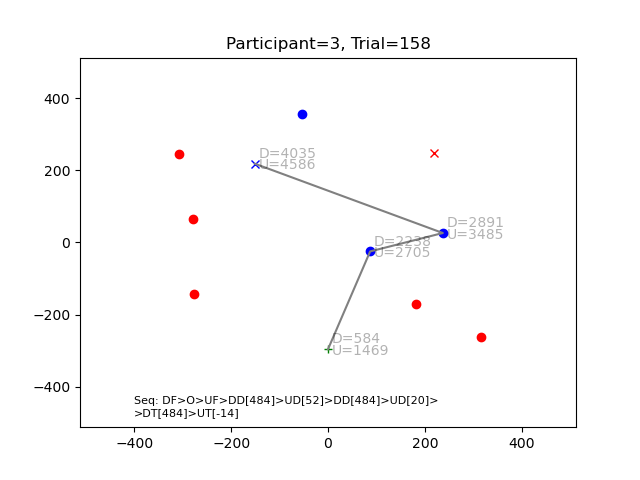 Participant=3, Trial=158
400
200
0
−200
−400
−400
−200
0
200
400
D=4035
U=4586
D=2891
U=3485
D=2238
U=2705
D=584
U=1469
Seq: DF>O>UF>DD[484]>UD[52]>DD[484]>UD[20]>
>DT[484]>UT[-14]